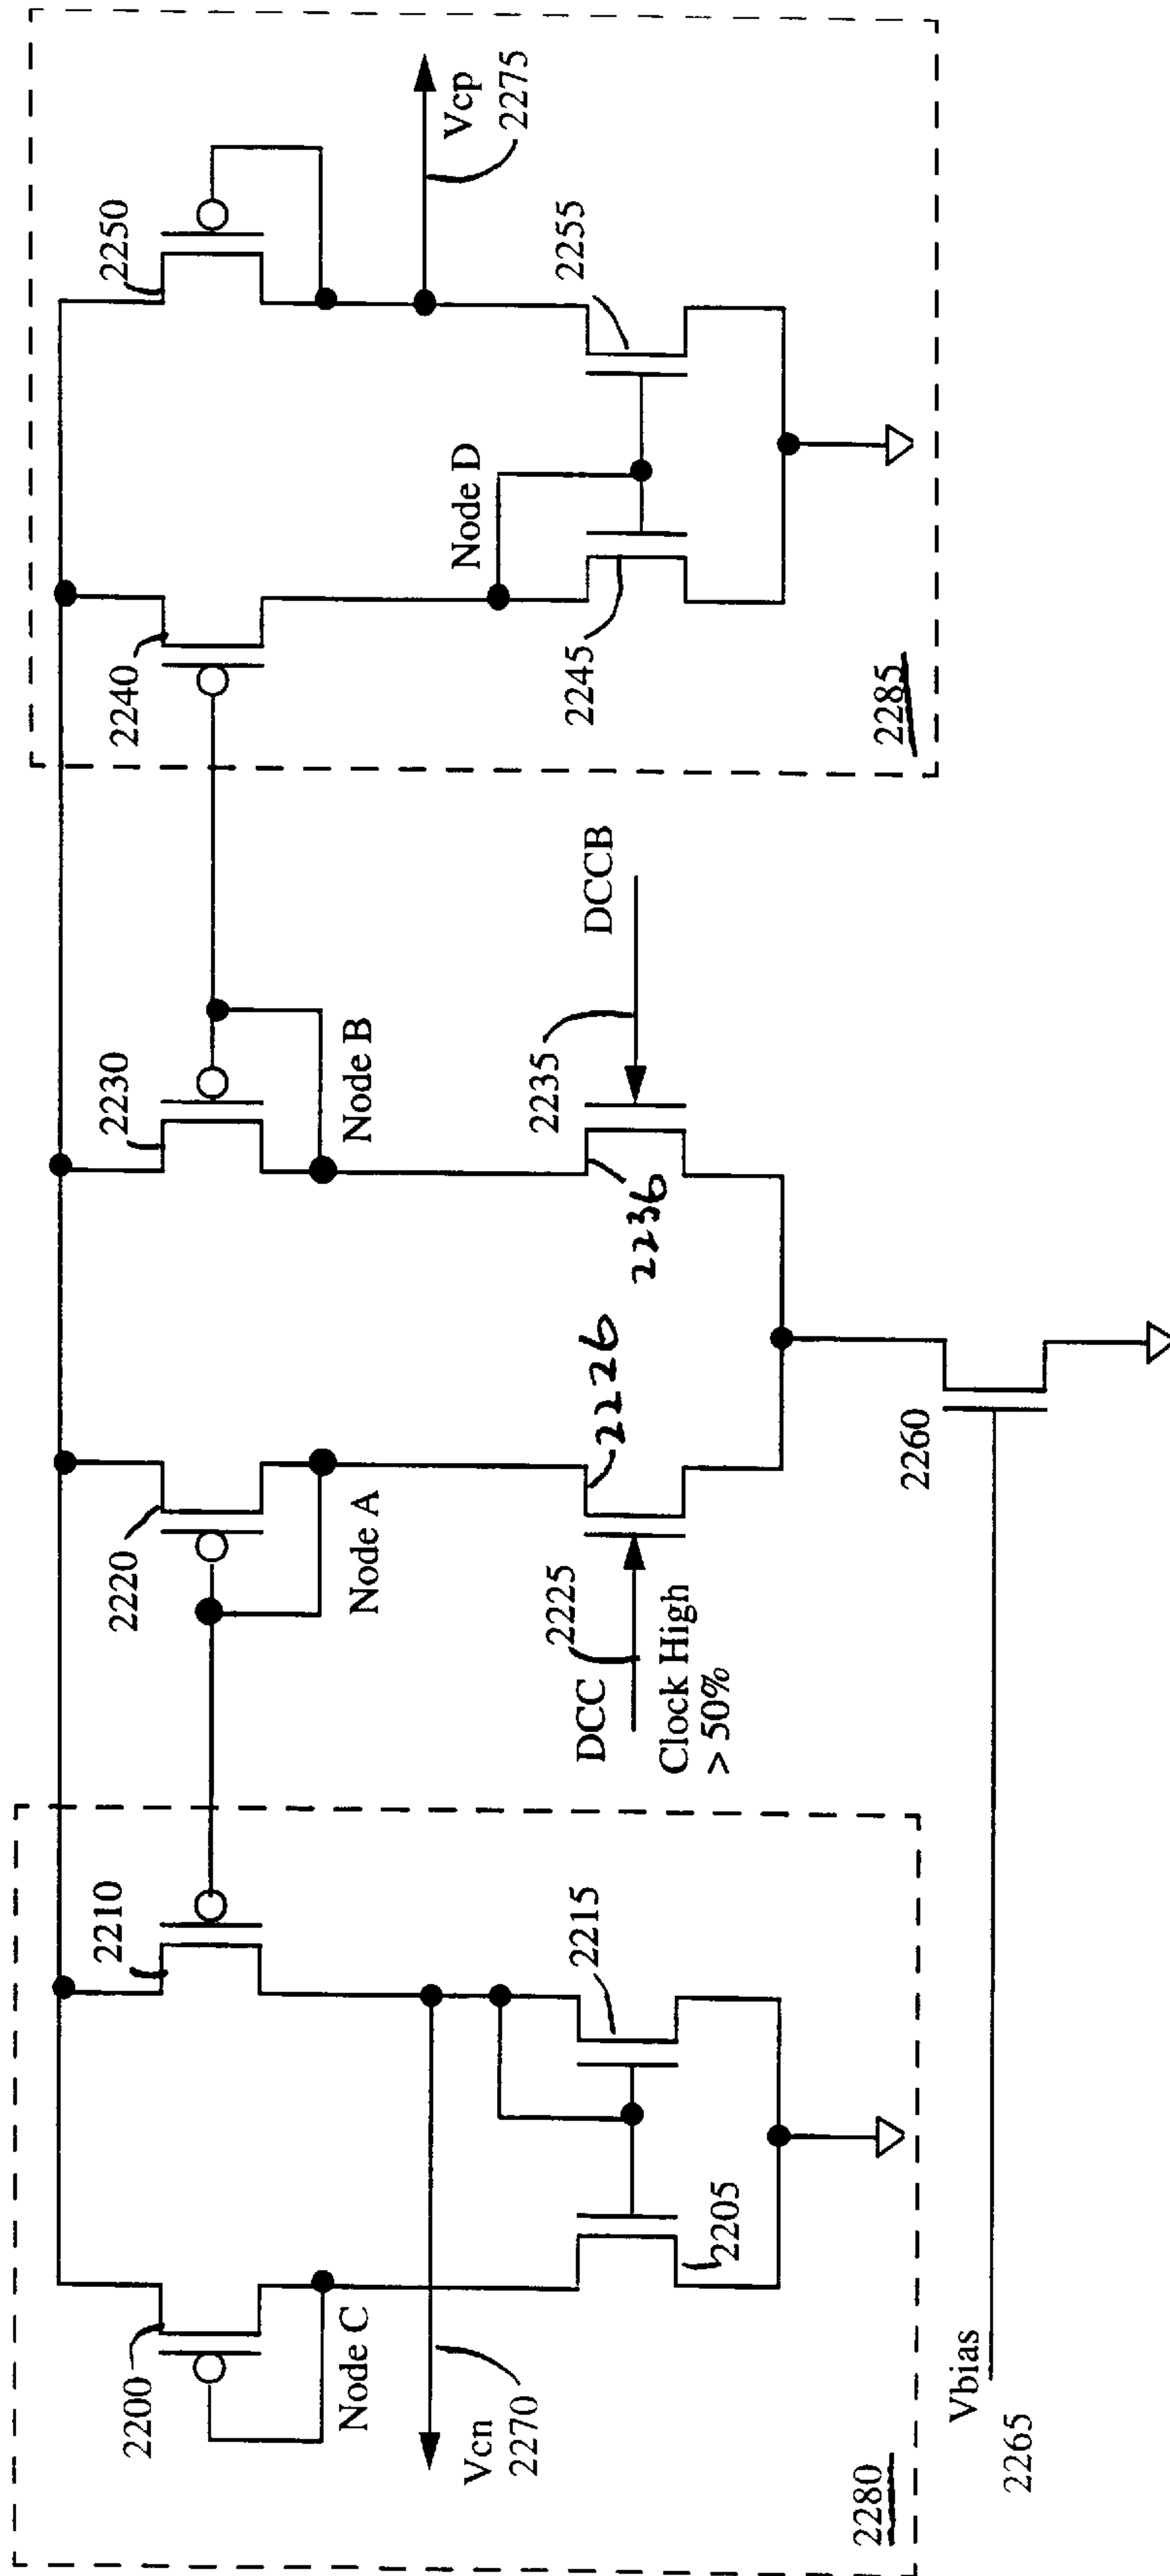 2200
2210
2220
2230
2240
2250
Node C
Node A
Node B
Node D
Vcn
2270
Vcp
2275
2205
2215
DCC
2225
Clock High
> 50%
2226
2236
2235
DCCB
2245
2255
2280
2285
2260
Vbias
2265